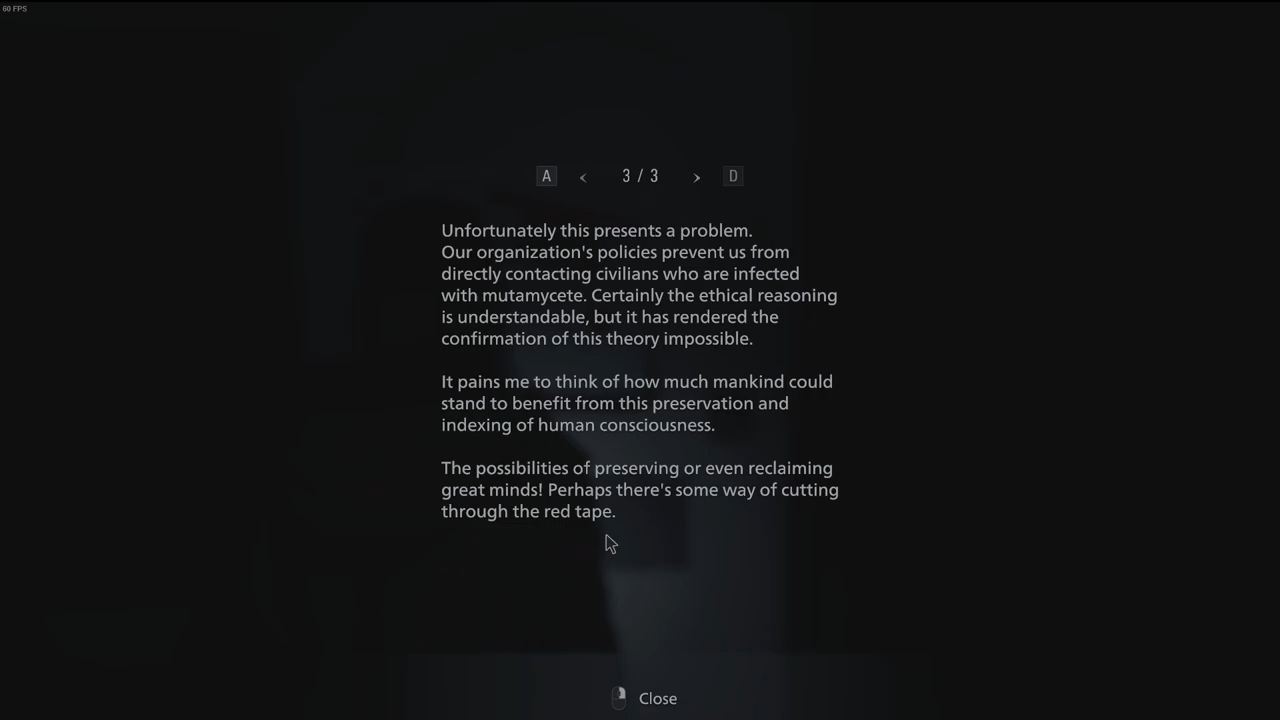 60 FPS
A < 3 / 3 > D
Unfortunately this presents a problem.
Our organization's policies prevent us from
directly contacting civilians who are infected
with mutamycete. Certainly the ethical reasoning
is understandable, but it has rendered the
confirmation of this theory impossible.
It pains me to think of how much mankind could
stand to benefit from this preservation and
indexing of human consciousness.
The possibilities of preserving or even reclaiming
great minds! Perhaps there's some way of cutting
through the red tape.
Close